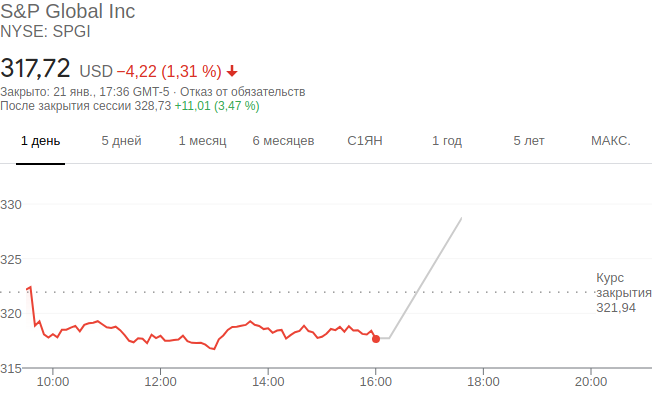 S&P Global Inc
NYSE: SPGI
317,72 USD −4,22 (1,31 %)
Закрыто: 21 янв., 17:36 GMT-5 · Отказ от обязательств
После закрытия сессии 328,73 +11,01 (3,47 %)
1 день 5 дней 1 месяц 6 месяцев С1ЯН 1 год 5 лет МАКС.
330
325
Курс
закрытия
321,94
320
315
10:00 12:00 14:00 16:00 18:00 20:00